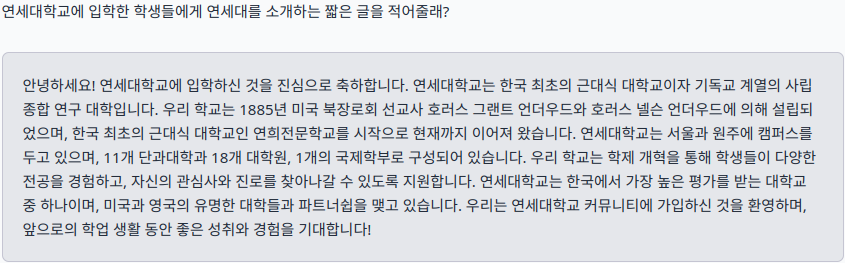 연세대학교에 입학한 학생들에게 연세대를 소개하는 짧은 글을 적어줄래?
안녕하세요! 연세대학교에 입학하신 것을 진심으로 축하합니다. 연세대학교는 한국 최초의 근대식 대학교이자 기독교 계열의 사립
종합 연구 대학입니다. 우리 학교는 1885년 미국 북장로회 선교사 호러스 그랜트 언더우드와 호러스 넬슨 언더우드에 의해 설립되
었으며, 한국 최초의 근대식 대학교인 연희전문학교를 시작으로 현재까지 이어져 왔습니다. 연세대학교는 서울과 원주에 캠퍼스를
두고 있으며, 11개 단과대학과 18개 대학원, 1개의 국제학부로 구성되어 있습니다. 우리 학교는 학제 개혁을 통해 학생들이 다양한
전공을 경험하고, 자신의 관심사와 진로를 찾아나갈 수 있도록 지원합니다. 연세대학교는 한국에서 가장 높은 평가를 받는 대학교
중 하나이며, 미국과 영국의 유명한 대학들과 파트너쉽을 맺고 있습니다. 우리는 연세대학교 커뮤니티에 가입하신 것을 환영하며,
앞으로의 학업 생활 동안 좋은 성취와 경험을 기대합니다!